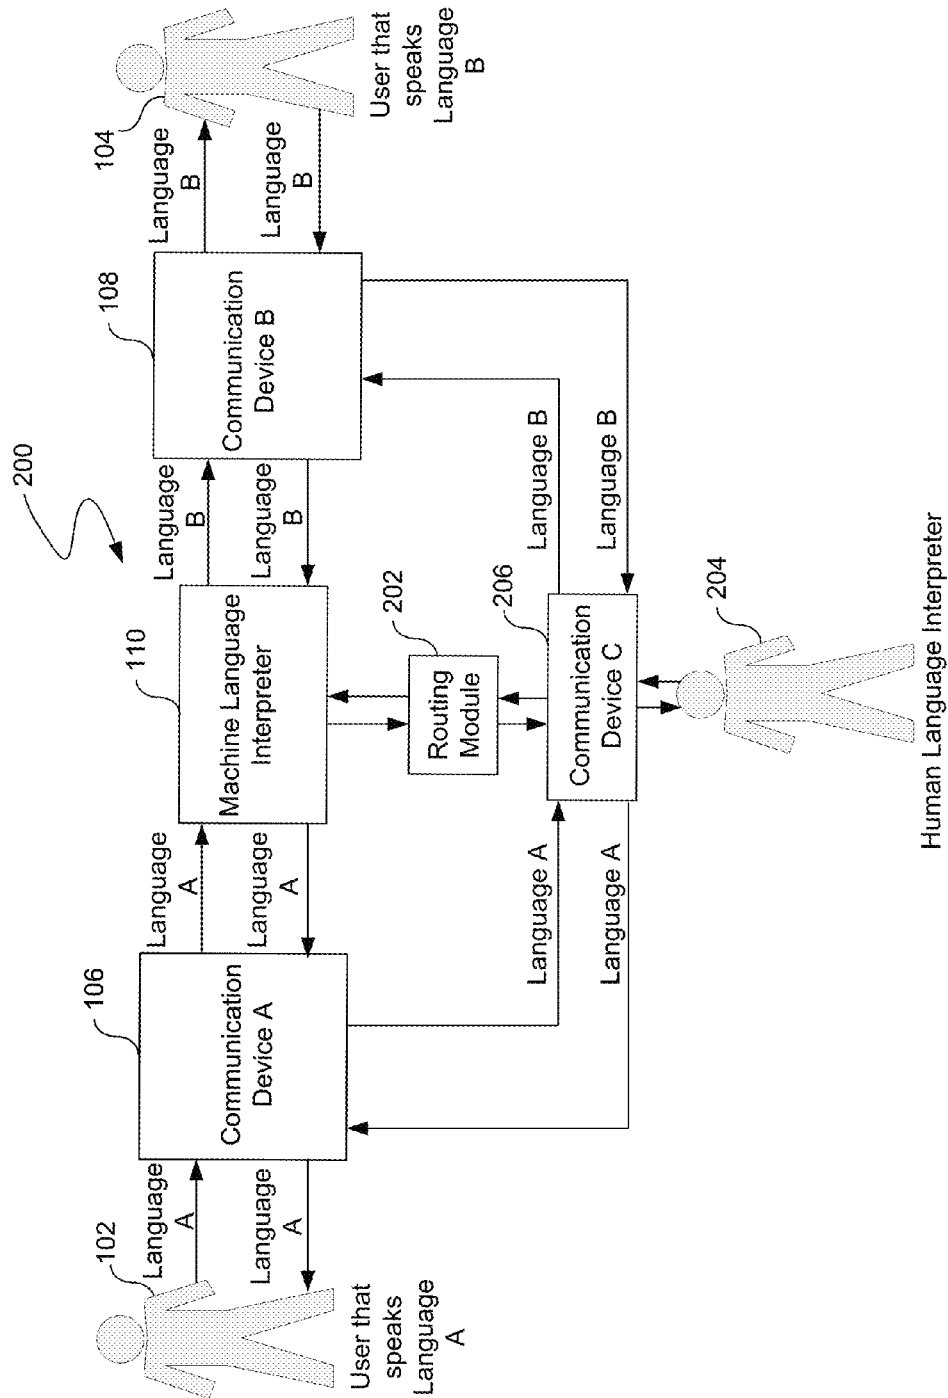 200
102
Language
A
Language
A
User that
speaks
Language
A
106
Communication
Device A
Language
A
Language
A
110
Machine Language
Interpreter
Language
B
Language
B
108
Communication
Device B
Language
B
Language
B
104
User that
speaks
Language
B
202
Routing
Module
206
Communication
Device C
Language A
Language A
Language B
Language B
204
Human Language Interpreter